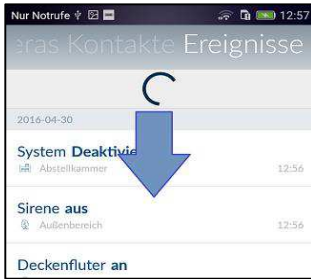 Nur Notrufe 12:57
eras Kontakte Ereignisse
2016-04-30
System
Abstellkammer 12:56
Sirene aus
Außenbereich 12:56
Deckenfluter an